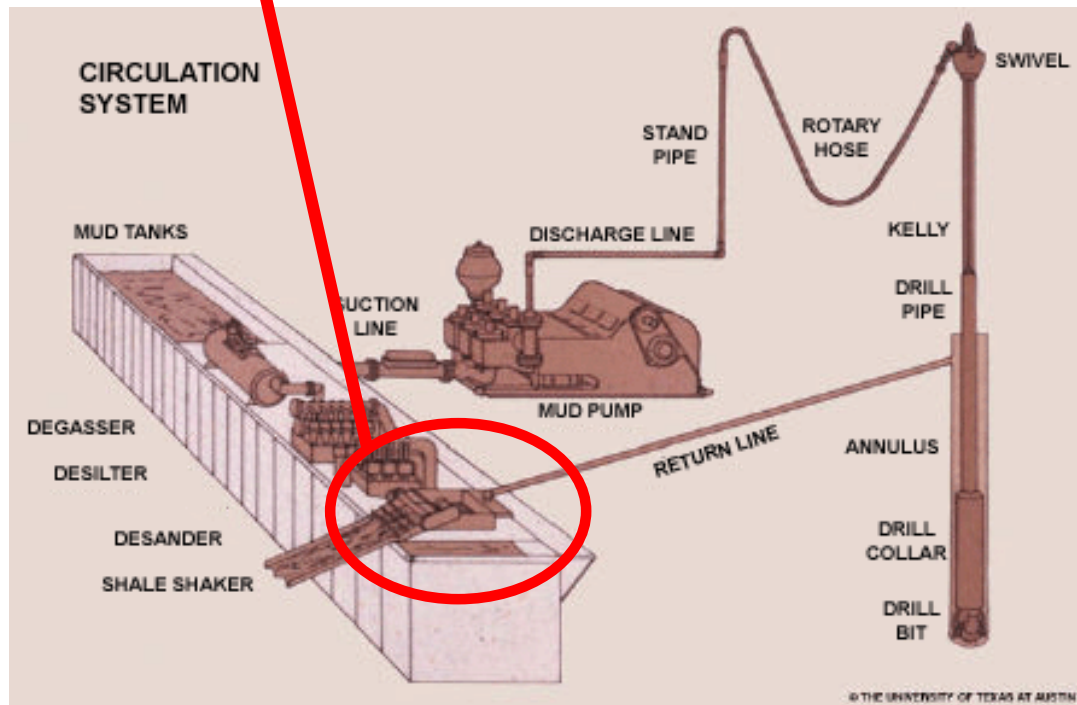 CIRCULATION
SYSTEM
SWIVEL
STAND
PIPE
ROTARY
HOSE
MUD TANKS
DISCHARGE LINE
KELLY
SUCTION
LINE
DRILL
PIPE
MUD PUMP
DEGASSER
RETURN LINE
ANNULUS
DESILTER
DESANDER
DRILL
COLLAR
SHALE SHAKER
DRILL
BIT
© THE UNIVERSITY OF TEXAS AT AUSTIN